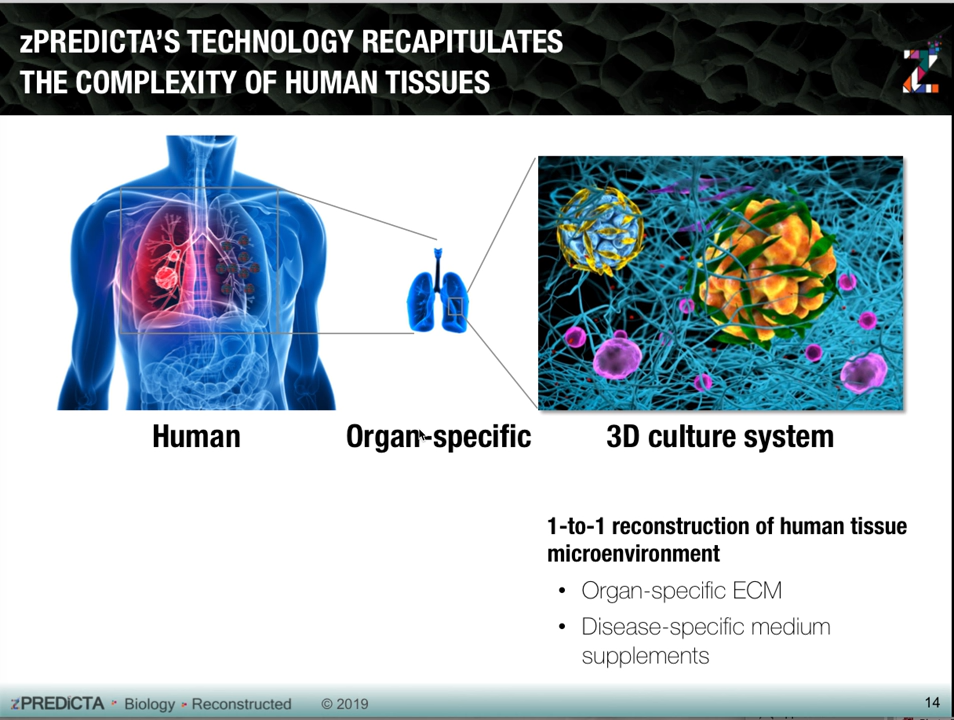 zPREDICTA'S TECHNOLOGY RECAPITULATES
THE COMPLEXITY OF HUMAN TISSUES
Human
Organ-specific
3D culture system
1-to-1 reconstruction of human tissue
microenvironment
• Organ-specific ECM
• Disease-specific medium
supplements
zPREDiCTA • Biology • Reconstructed © 2019
14